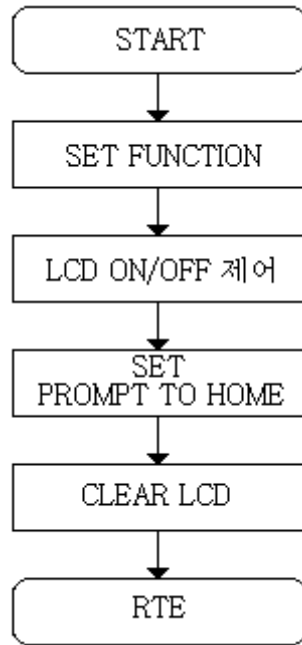 START
SET FUNCTION
LCD ON/OFF 제어
SET
PROMPT TO HOME
CLEAR LCD
RTE